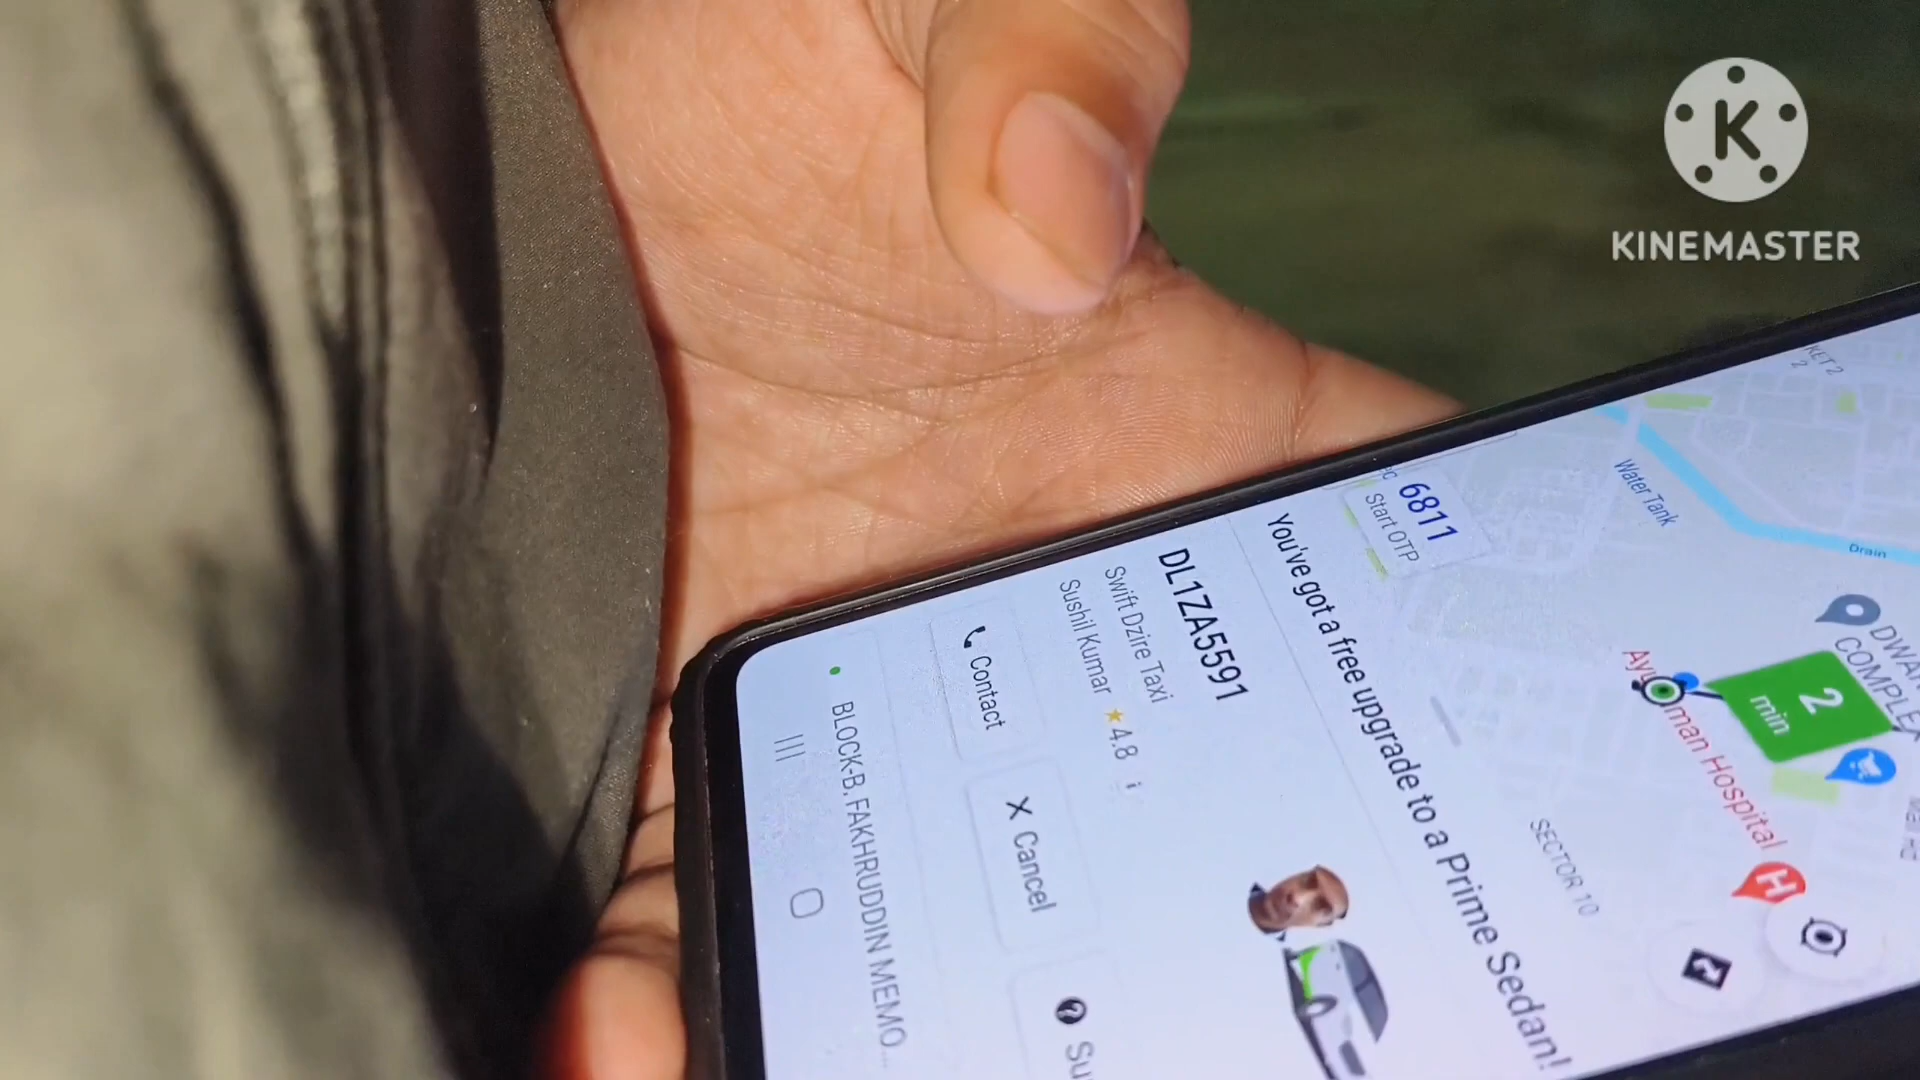 KINEMASTER
Water Tank
Drain
COMPLEX
2
min
Hospital
SECTOR 10
6811
Start OTP
You've got a free upgrade to a Prime Sedan!
DL1ZA5591
Swift Dzire Taxi
Sushil Kumar ★4.8
Contact
X Cancel
BLOCK-B, FAKHRUDDIN MEMO...